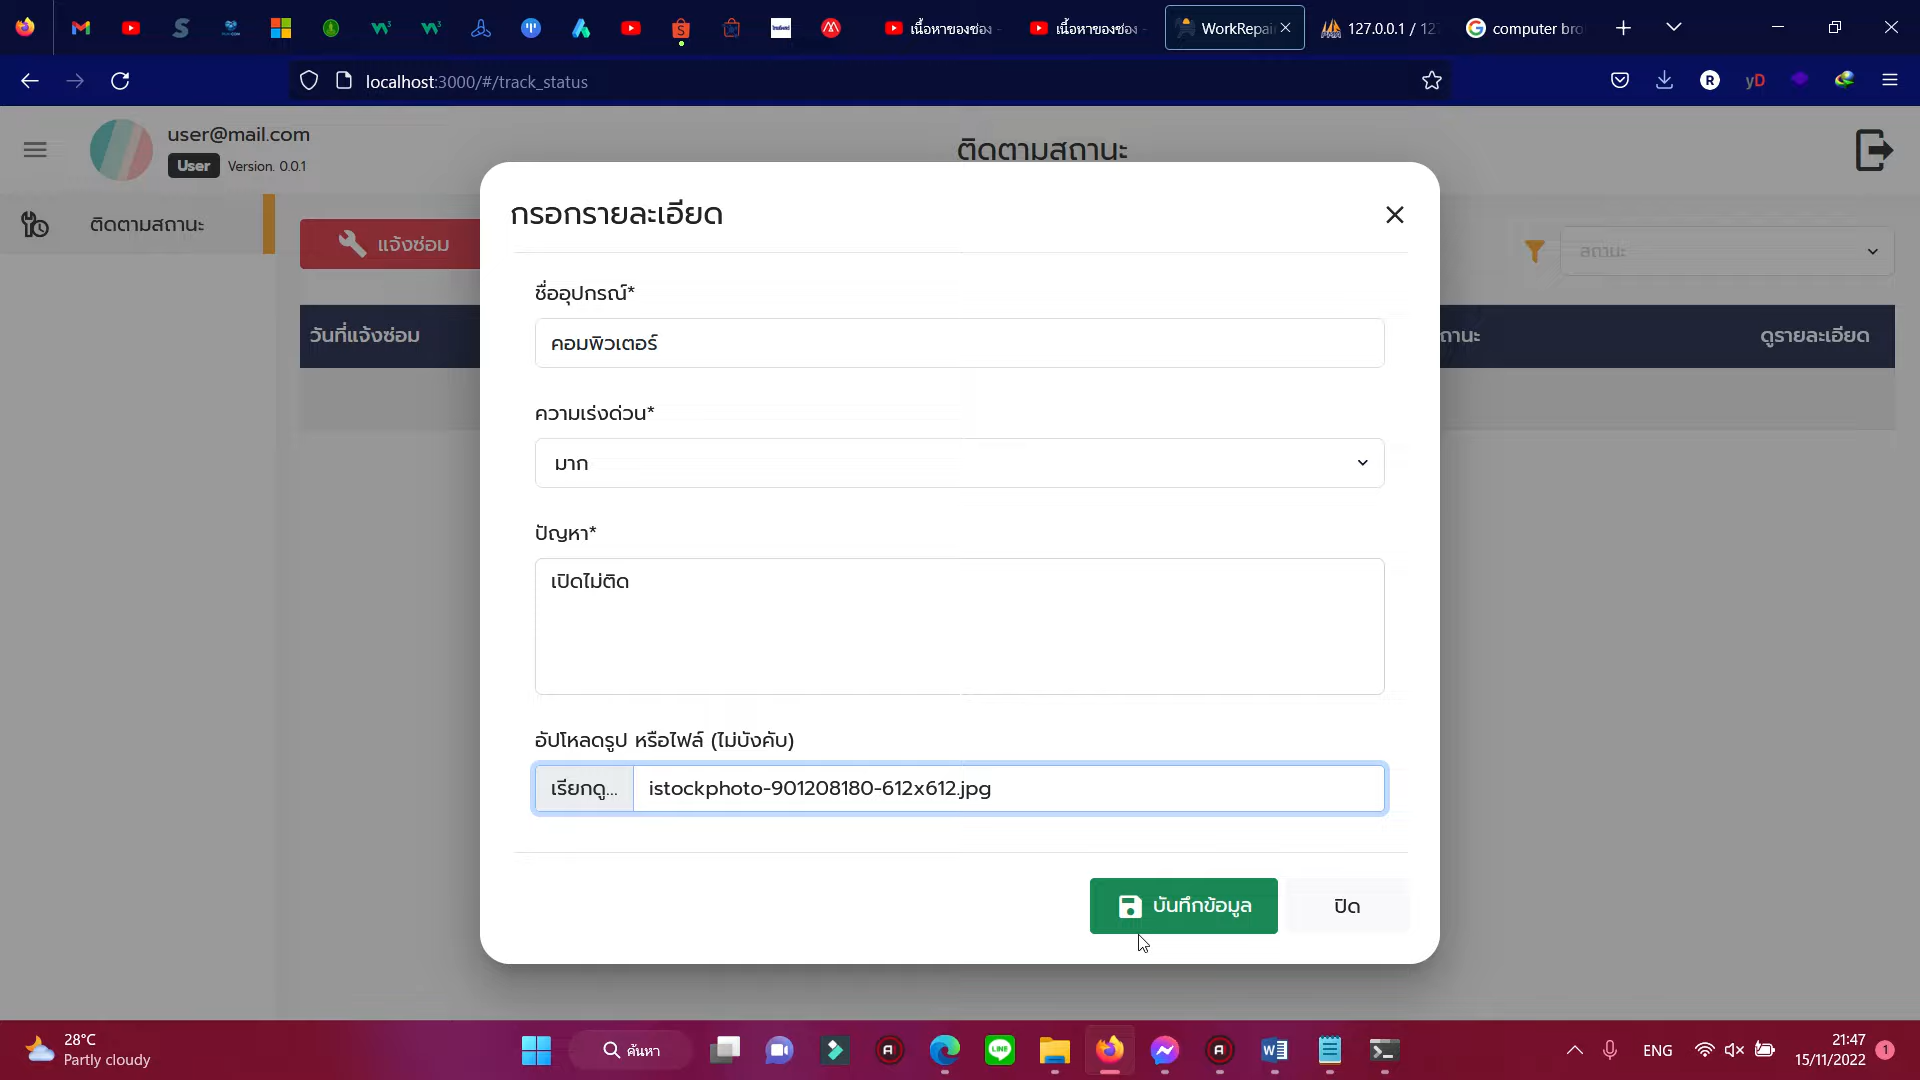 เนื้อหาของช่อง
เนื้อหาของช่อง
WorkRepai
127.0.0.1 / 12
computer bro
localhost:3000/#/track_status
user@mail.com
User Version. 0.0.1
ติดตามสถานะ
ติดตามสถานะ
แจ้งซ่อม
สถานะ
วันที่แจ้งซ่อม
ถานะ
ดูรายละเอียด
กรอกรายละเอียด
ชื่ออุปกรณ์*
คอมพิวเตอร์
ความเร่งด่วน*
มาก
ปัญหา*
เปิดไม่ติด
อัปโหลดรูป หรือไฟล์ (ไม่บังคับ)
เรียกดู... istockphoto-901208180-612x612.jpg
บันทึกข้อมูล
ปิด
28°C
Partly cloudy
ค้นหา
ENG
21:47
15/11/2022
1